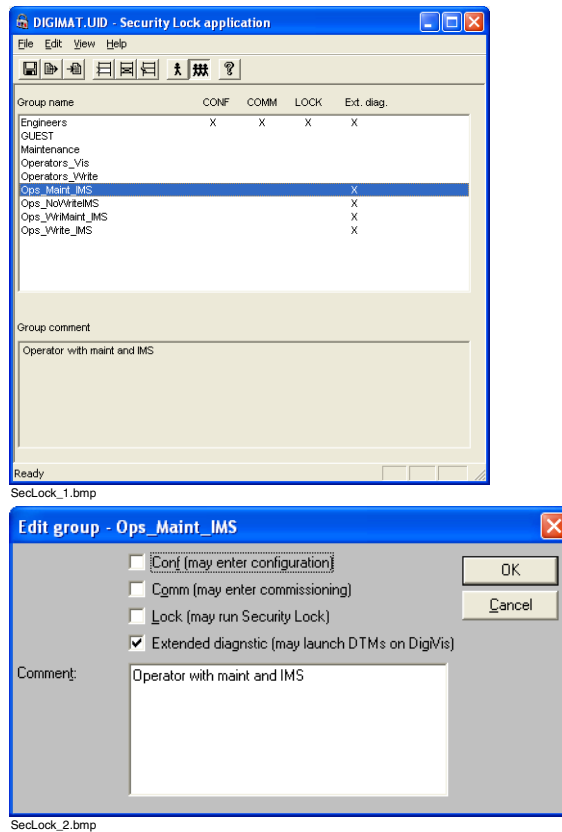 DIGIMAT.UID - Security Lock application
File Edit View Help
Group name CONF COMM LOCK Ext. diag.
Engineers X X X X
GUEST
Maintenance
Operators_Vis
Operators_Write
Ops_Maint_IMS X
Ops_NoWriteIMS X
Ops_WriMaint_IMS X
Ops_Write_IMS X
Group comment
Operator with maint and IMS
Ready
SecLock_1.bmp
Edit group - Ops_Maint_IMS
Conf (may enter configuration)
OK
Comm (may enter commissioning)
Cancel
Lock (may run Security Lock)
Extended diagnstic (may launch DTMs on DigiVis)
Comment:
Operator with maint and IMS
SecLock_2.bmp